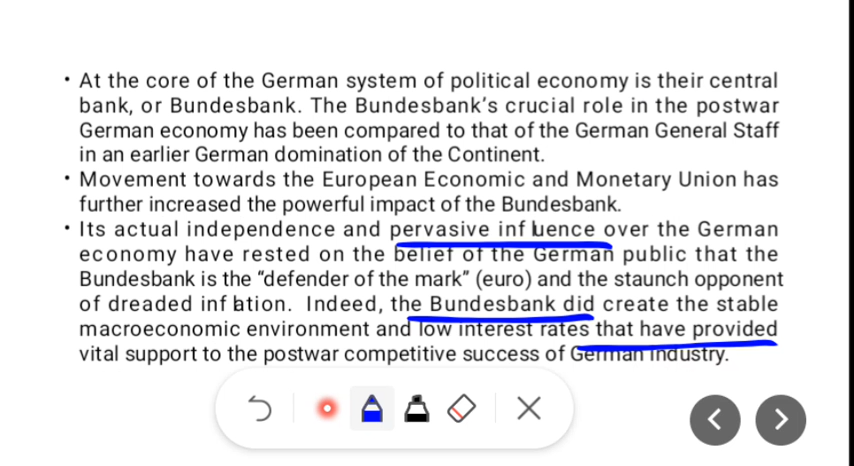 • At the core of the German system of political economy is their central
bank, or Bundesbank. The Bundesbank's crucial role in the postwar
German economy has been compared to that of the German General Staff
in an earlier German domination of the Continent.
• Movement towards the European Economic and Monetary Union has
further increased the powerful impact of the Bundesbank.
• Its actual independence and pervasive influence over the German
economy have rested on the belief of the German public that the
Bundesbank is the “defender of the mark” (euro) and the staunch opponent
of dreaded inflation. Indeed, the Bundesbank did create the stable
macroeconomic environment and low interest rates that have provided
vital support to the postwar competitive success of German industry.